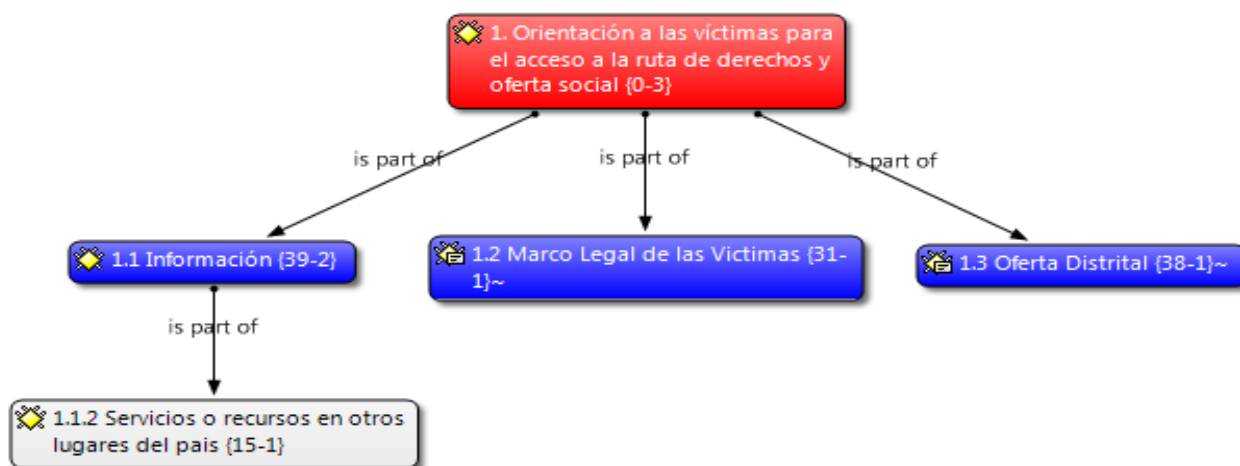 1. Orientación a las víctimas para
el acceso a la ruta de derechos y
oferta social {0-3}
is part of
is part of
is part of
1.1 Información {39-2}
1.2 Marco Legal de las Victimas {31-
1}~
1.3 Oferta Distrital {38-1}~
is part of
1.1.2 Servicios o recursos en otros
lugares del pais {15-1}